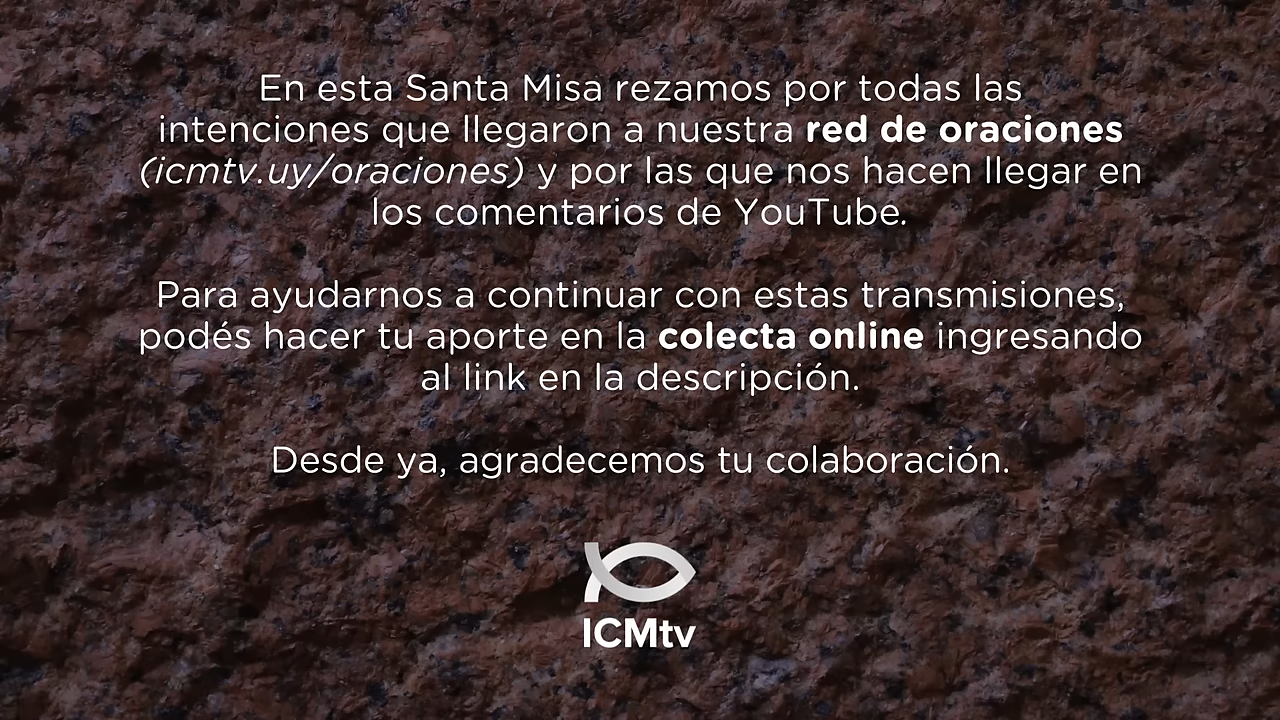 En esta Santa Misa rezamos por todas las
intenciones que llegaron a nuestra red de oraciones
(icmtv.uy/oraciones) y por las que nos hacen llegar en
los comentarios de YouTube.
Para ayudarnos a continuar con estas transmisiones,
podés hacer tu aporte en la colecta online ingresando
al link en la descripción.
Desde ya, agradecemos tu colaboración.
ICMtv